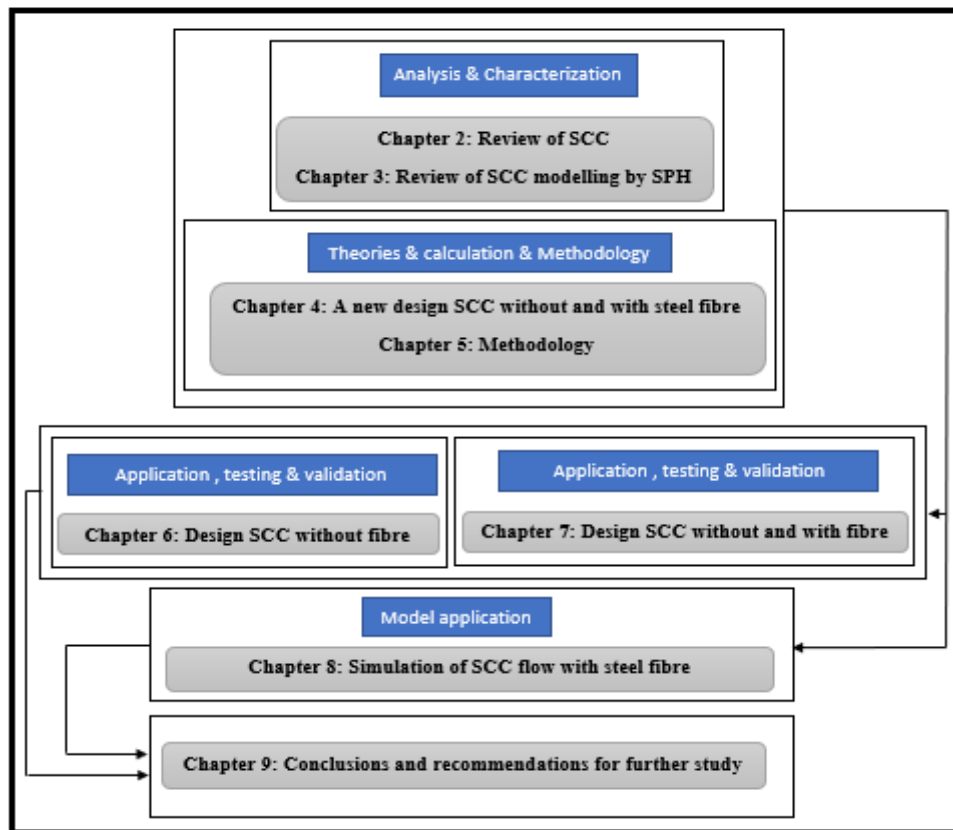 Analysis & Characterization
Chapter 2: Review of SCC
Chapter 3: Review of SCC modelling by SPH
Theories & calculation & Methodology
Chapter 4: A new design SCC without and with steel fibre
Chapter 5: Methodology
Application , testing & validation
Chapter 6: Design SCC without fibre
Application , testing & validation
Chapter 7: Design SCC without and with fibre
Model application
Chapter 8: Simulation of SCC flow with steel fibre
Chapter 9: Conclusions and recommendations for further study